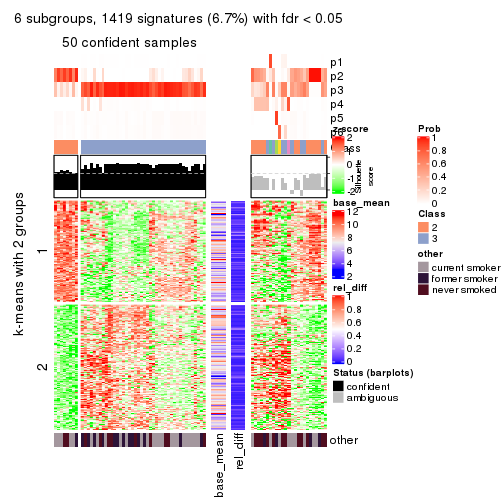 6 subgroups, 1419 signatures (6.7%) with fdr < 0.05
50 confident samples
p1
p2
p3
p4
p5
p6
Class
k-means with 2 groups
1
2
z-score
2
1
0
-1
-2
Silhouette
score
base_mean
12
10
8
6
4
2
rel_diff
1
0.8
0.6
0.4
0.2
0
Status (barplots)
confident
ambiguous
Prob
1
0.8
0.6
0.4
0.2
0
Class
2
3
other
current smoker
former smoker
never smoked
other
base_mean
rel_diff